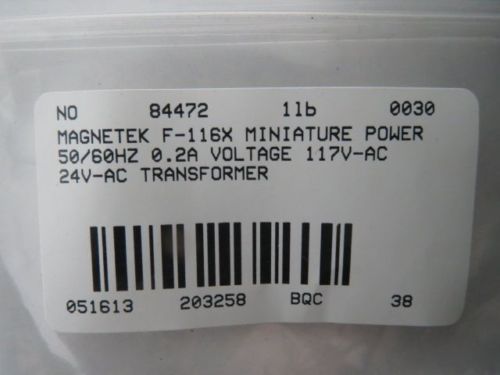 NO 84472 1lb 0030
MAGNETEK F-116X MINIATURE POWER
50/60HZ 0.2A VOLTAGE 117V-AC
24V-AC TRANSFORMER
051613 203258 BQC 38